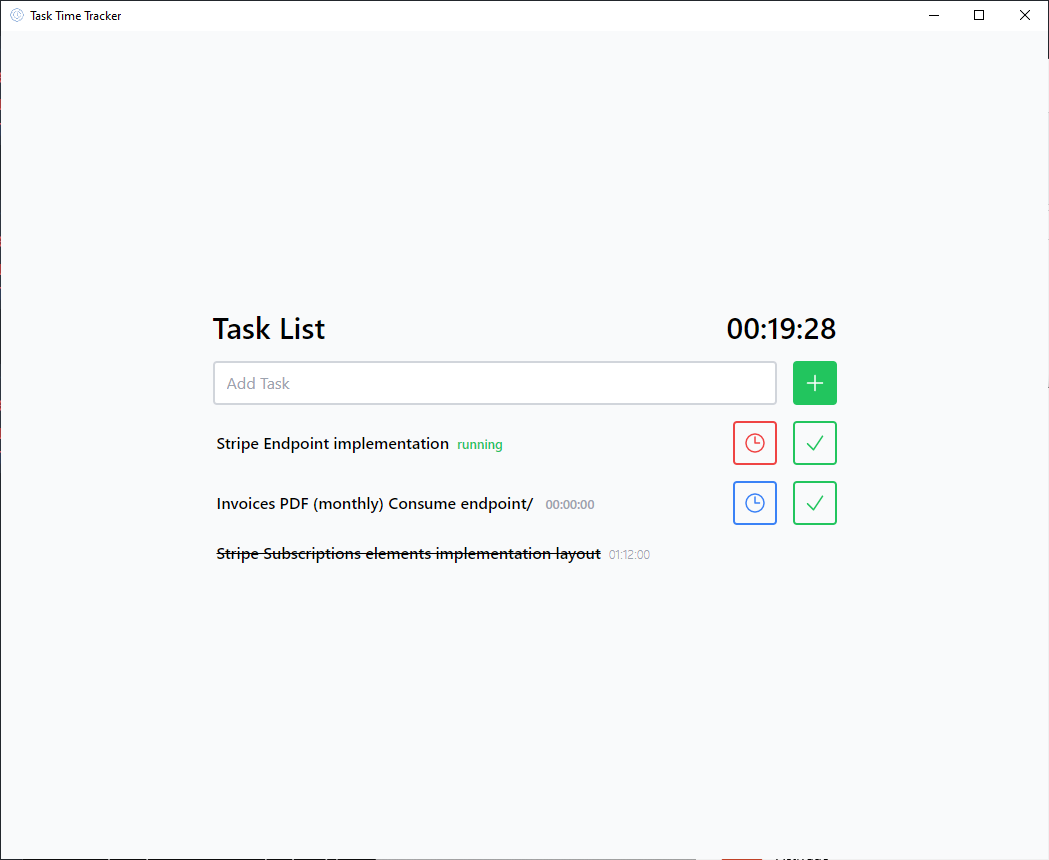 Task Time Tracker
Task List 00:19:28
Add Task
Stripe Endpoint implementation running
Invoices PDF (monthly) Consume endpoint/ 00:00:00
Stripe Subscriptions elements implementation layout 01:12:00